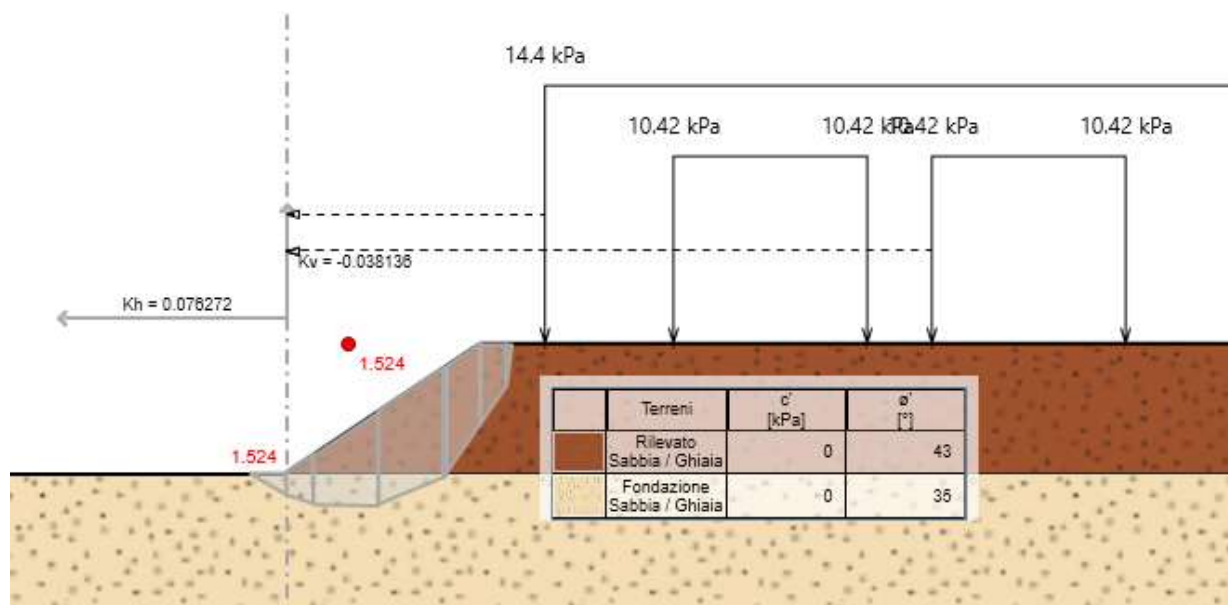 14.4 kPa
10.42 kPa 10.42 kPa 10.42 kPa 10.42 kPa
Kv = -0.038136
Kh = 0.076272
1.524
1.524
Terreni c' [kPa] ø' [°]
Rilevato
Sabbia / Ghiaia 0 43
Fondazione
Sabbia / Ghiaia 0 35